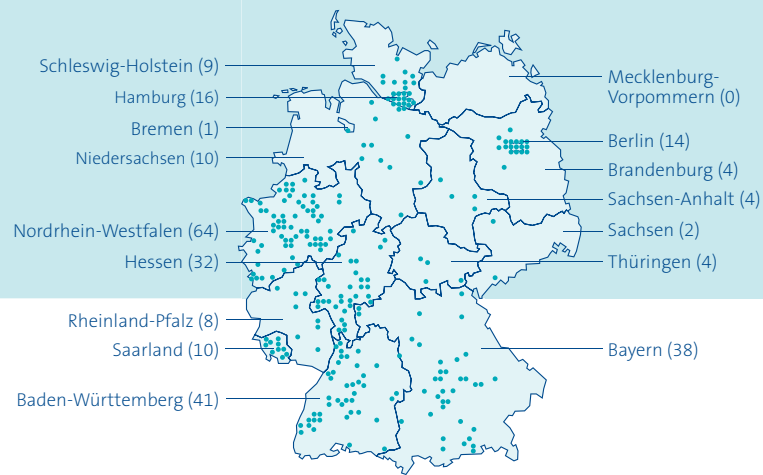 Schleswig-Holstein (9)
Hamburg (16)
Bremen (1)
Niedersachsen (10)
Nordrhein-Westfalen (64)
Hessen (32)
Rheinland-Pfalz (8)
Saarland (10)
Baden-Württemberg (41)
Mecklenburg-
Vorpommern (0)
Berlin (14)
Brandenburg (4)
Sachsen-Anhalt (4)
Sachsen (2)
Thüringen (4)
Bayern (38)